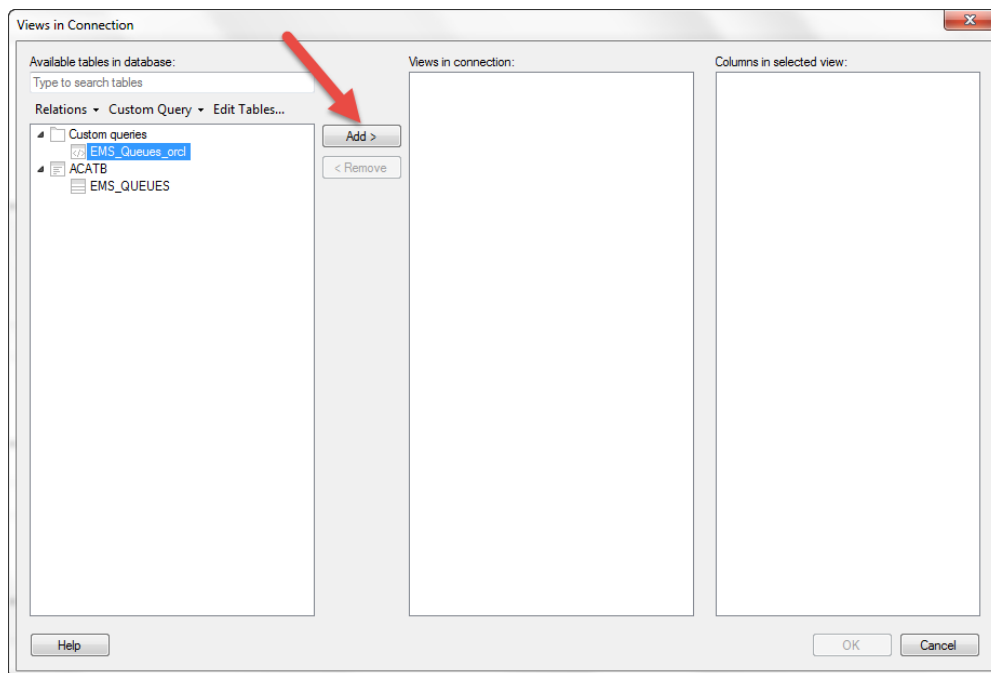 Views in Connection
Available tables in database:
Type to search tables
Relations Custom Query Edit Tables...
Custom queries
EMS_Queues_orcl
ACATB
EMS_QUEUES
Add >
< Remove
Views in connection:
Columns in selected view:
Help
OK
Cancel